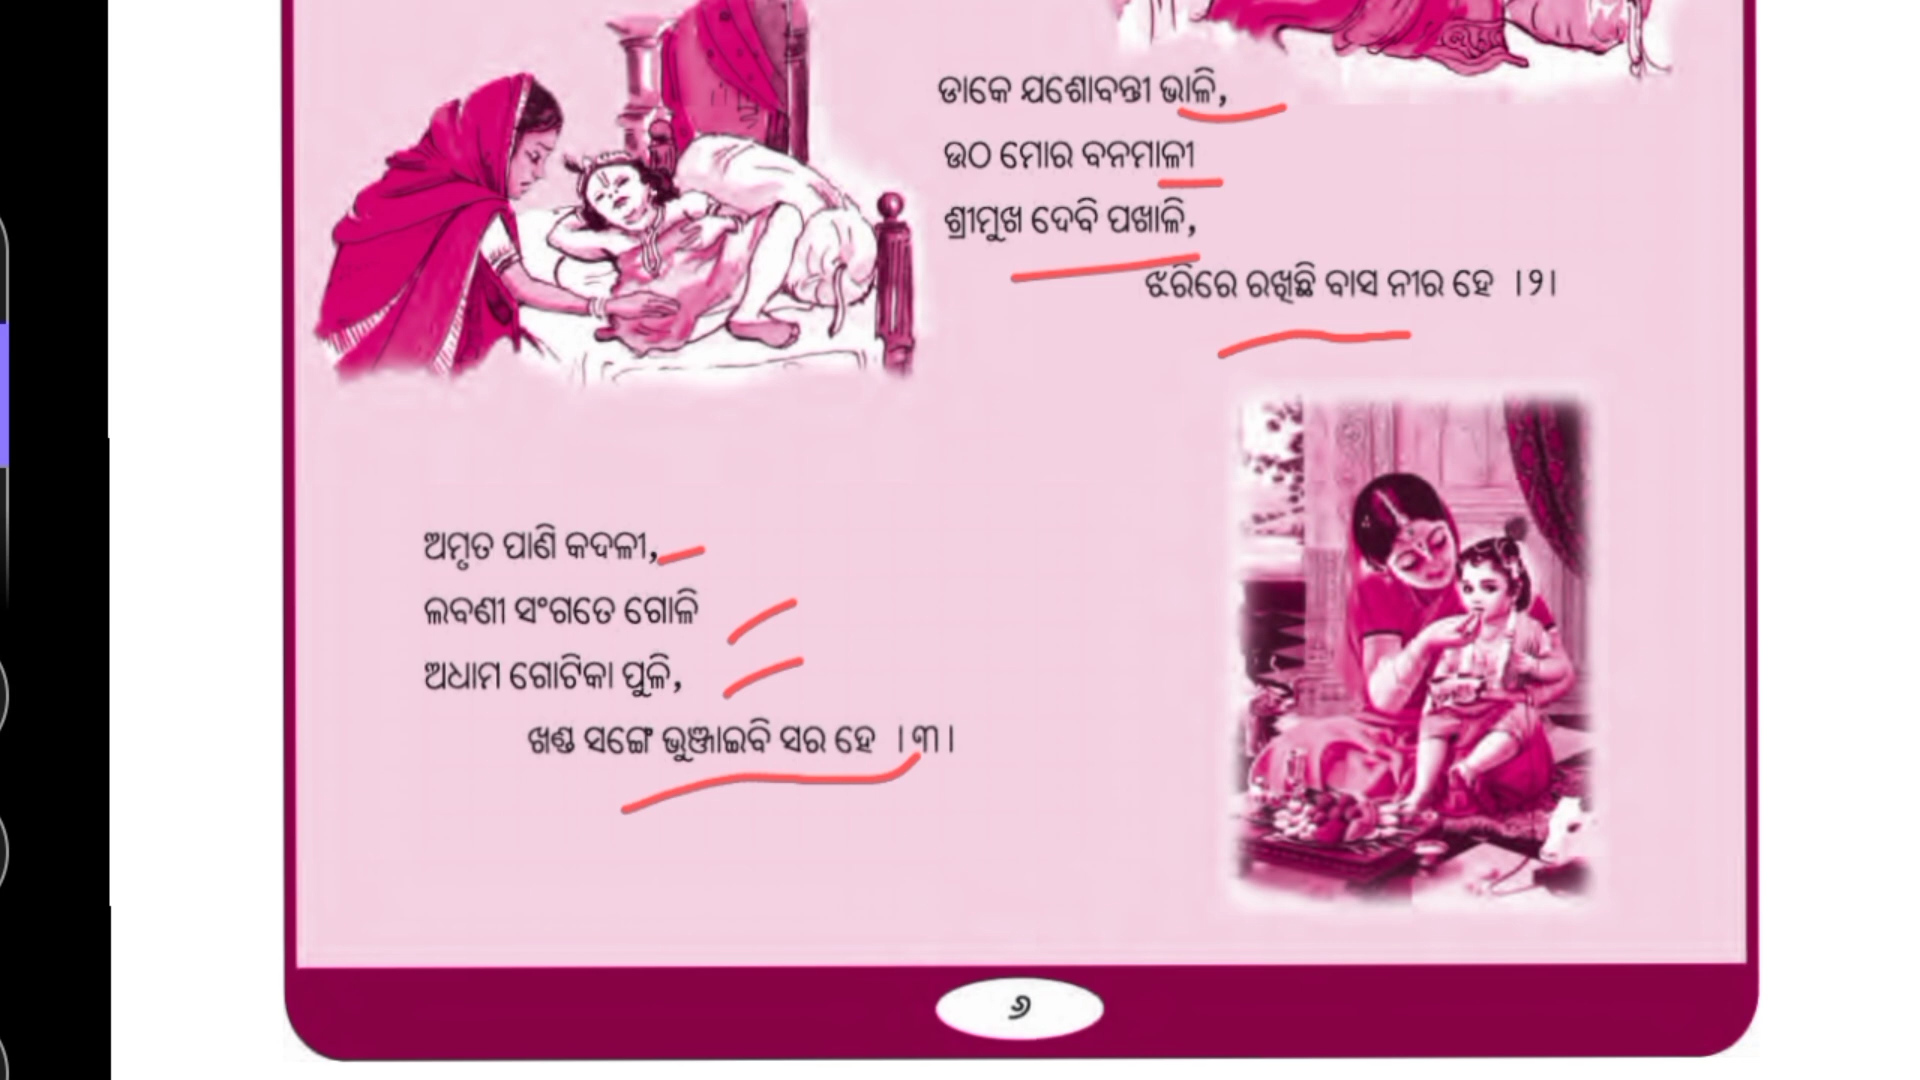 ଡାକେ ଯଶୋବନ୍ତୀ ଭାଳି,
ଉଠ ମୋର ବନମାଳୀ
ଶ୍ରୀମୁଖ ଦେବି ପଖାଳି,
ଝରିରେ ରଖିଛି ବାସ ନୀର ହେ ।୨।
ଅମୃତ ପାଣି କଦଳୀ,
ଲବଣୀ ସଂଗତେ ଗୋଳି
ଅଧାମ ଗୋଟିକା ପୁଳି,
ଖଣ୍ଡ ସଙ୍ଗେ ଭୁଞ୍ଜାଇବି ସର ହେ ।୩।
୬